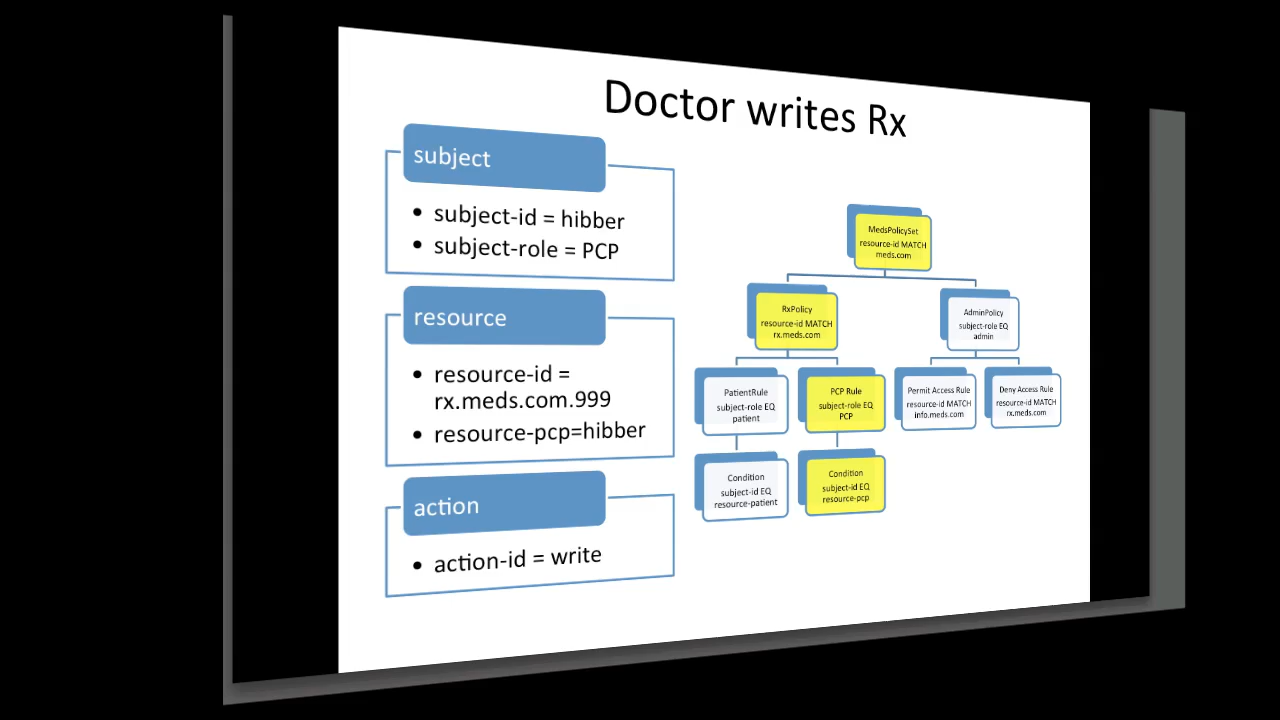 Doctor writes Rx
subject
• subject-id = hibber
• subject-role = PCP
resource
• resource-id =
rx.meds.com.999
• resource-pcp=hibber
action
• action-id = write
MedsPolicySet
resource-id MATCH
meds.com
RxPolicy
resource-id MATCH
rx.meds.com
AdminPolicy
subject-role EQ
admin
PatientRule
subject-role EQ
patient
PCP Rule
subject-role EQ
PCP
Permit Access Rule
resource-id MATCH
info.meds.com
Deny Access Rule
resource-id MATCH
rx.meds.com
Condition
subject-id EQ
resource-patient
Condition
subject-id EQ
resource-pcp